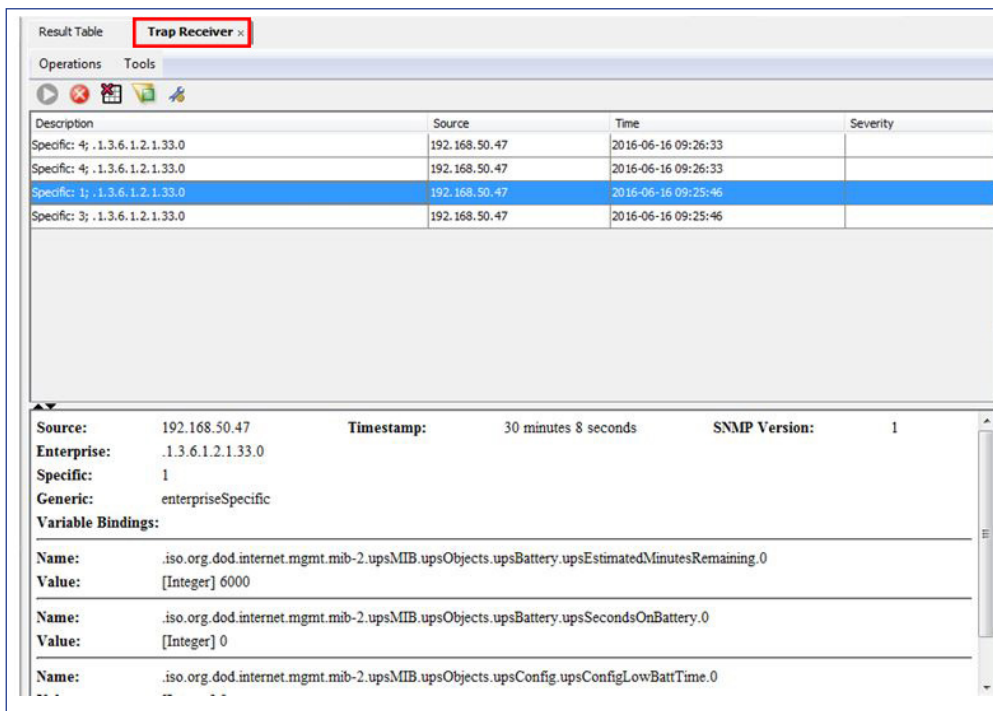 Result Table Trap Receiver ×
Operations Tools
Description Source Time Severity
Specific: 4; .1.3.6.1.2.1.33.0 192.168.50.47 2016-06-16 09:26:33
Specific: 4; .1.3.6.1.2.1.33.0 192.168.50.47 2016-06-16 09:26:33
Specific: 1; .1.3.6.1.2.1.33.0 192.168.50.47 2016-06-16 09:25:46
Specific: 3; .1.3.6.1.2.1.33.0 192.168.50.47 2016-06-16 09:25:46
Source: 192.168.50.47 Timestamp: 30 minutes 8 seconds SNMP Version: 1
Enterprise: .1.3.6.1.2.1.33.0
Specific: 1
Generic: enterpriseSpecific
Variable Bindings:
Name: .iso.org.dod.internet.mgmt.mib-2.upsMIB.upsObjects.upsBattery.upsEstimatedMinutesRemaining.0
Value: [Integer] 6000
Name: .iso.org.dod.internet.mgmt.mib-2.upsMIB.upsObjects.upsBattery.upsSecondsOnBattery.0
Value: [Integer] 0
Name: .iso.org.dod.internet.mgmt.mib-2.upsMIB.upsObjects.upsConfig.upsConfigLowBattTime.0